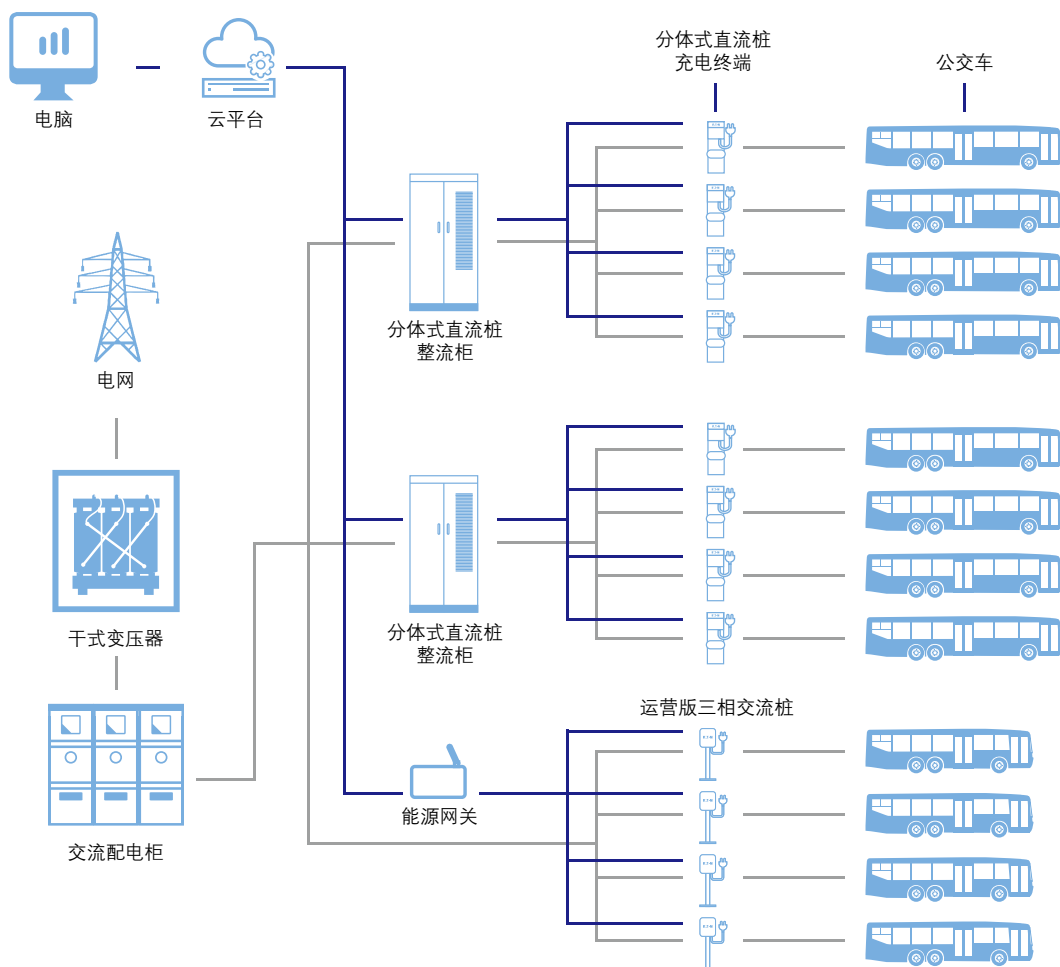 电脑
云平台
分体式直流桩
充电终端
公交车
分体式直流桩
整流柜
电网
分体式直流桩
整流柜
干式变压器
运营版三相交流桩
能源网关
交流配电柜